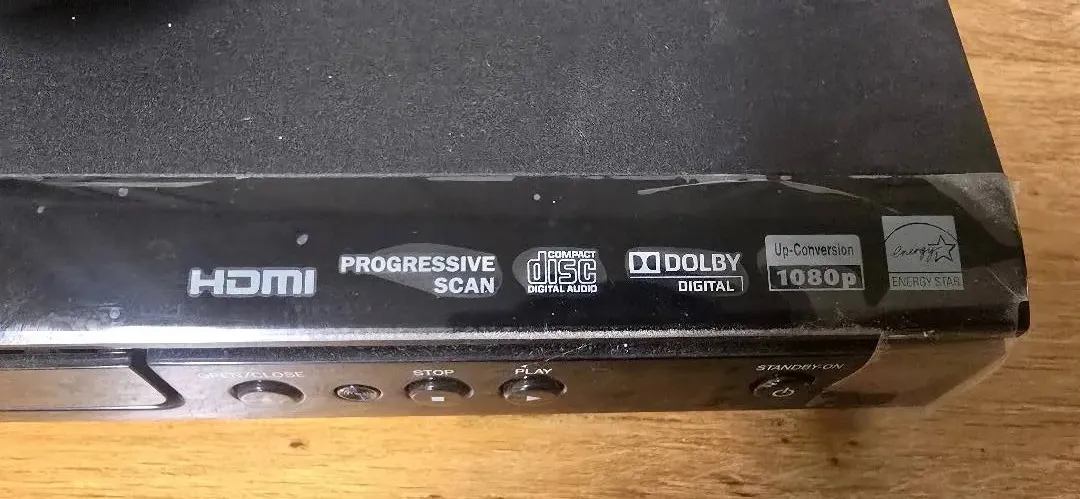 HDMI
PROGRESSIVE
SCAN
COMPACT
disc
DIGITAL AUDIO
DOLBY
DIGITAL
Up-Conversion
1080p
energy
ENERGY STAR
OPEN/CLOSE
STOP
PLAY
STANDBY-ON